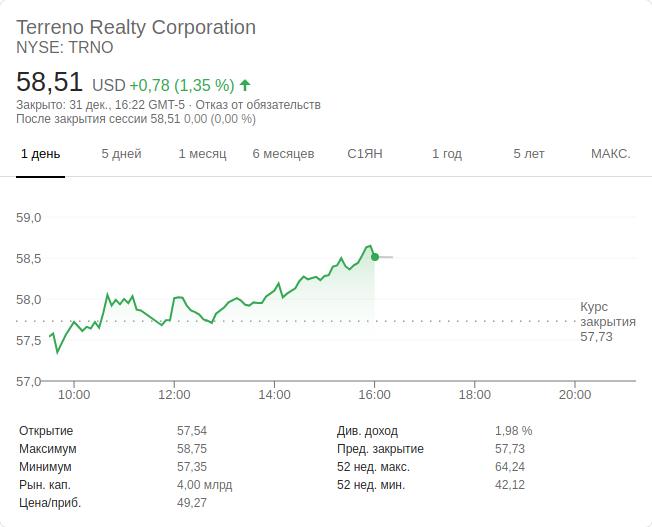 Terreno Realty Corporation
NYSE: TRNO
58,51 USD +0,78 (1,35 %)
Закрыто: 31 дек., 16:22 GMT-5 · Отказ от обязательств
После закрытия сессии 58,51 0,00 (0,00 %)
1 день 5 дней 1 месяц 6 месяцев С1ЯН 1 год 5 лет МАКС.
59,0
58,5
58,0
57,5
57,0
Курс
закрытия
57,73
10:00 12:00 14:00 16:00 18:00 20:00
Открытие 57,54 Див. доход 1,98 %
Максимум 58,75 Пред. закрытие 57,73
Минимум 57,35 52 нед. макс. 64,24
Рын. кап. 4,00 млрд 52 нед. мин. 42,12
Цена/приб. 49,27